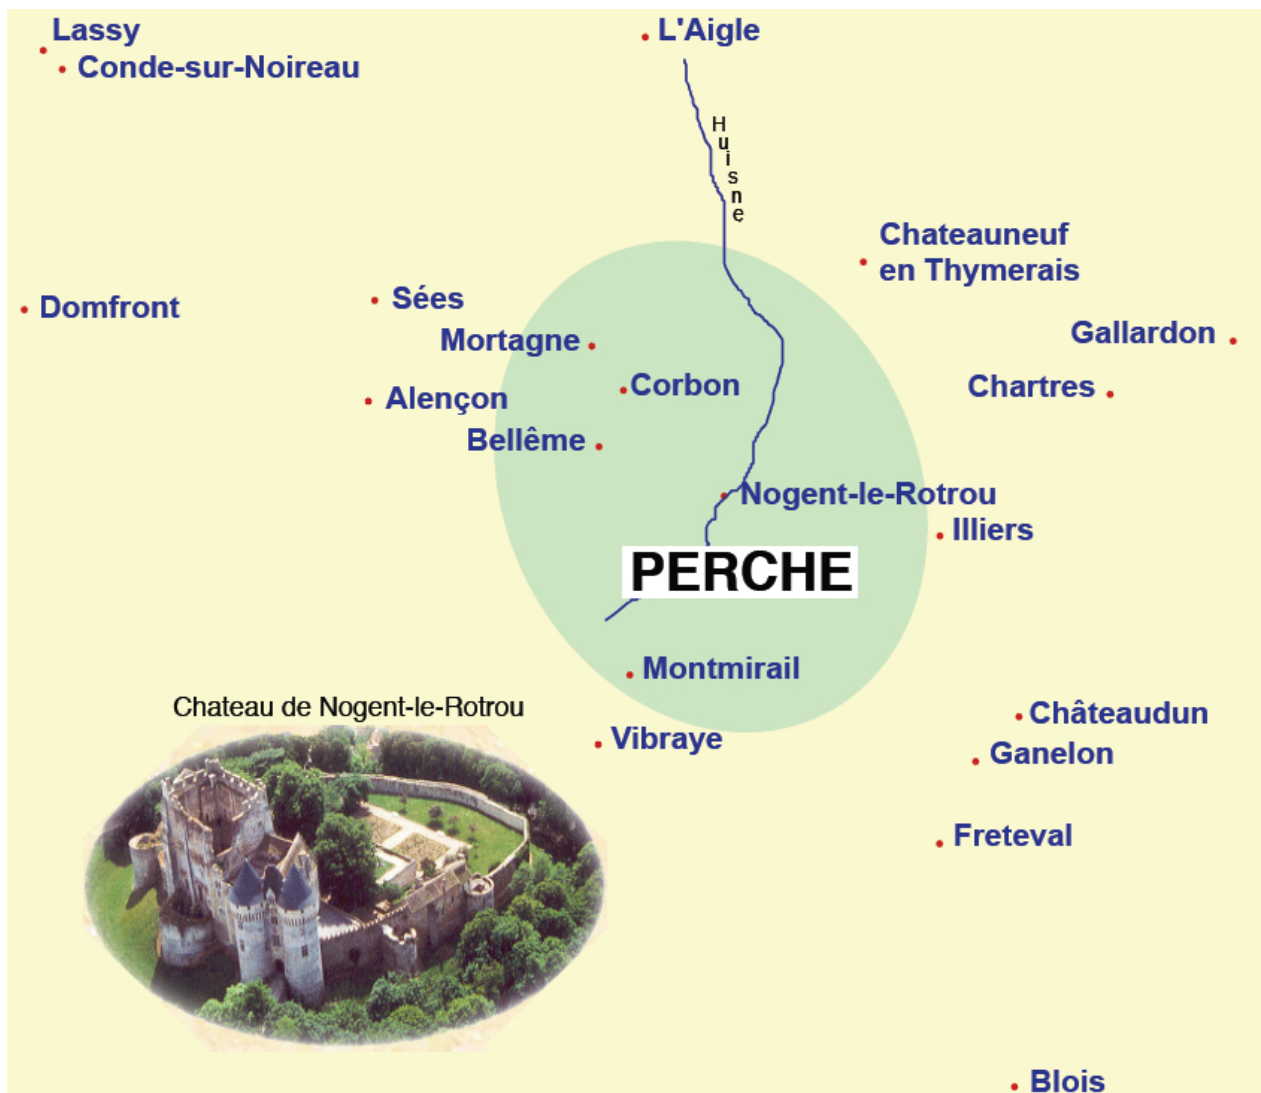 Lassy
L'Aigle
Conde-sur-Noireau
Huisne
Chateauneuf
en Thymerais
Domfront
Sées
Mortagne
Gallardon
Corbon
Chartres
Alençon
Bellême
Nogent-le-Rotrou
Illiers
PERCHE
Montmirail
Chateau de Nogent-le-Rotrou
Châteaudun
Vibraye
Ganelon
Freteval
Blois